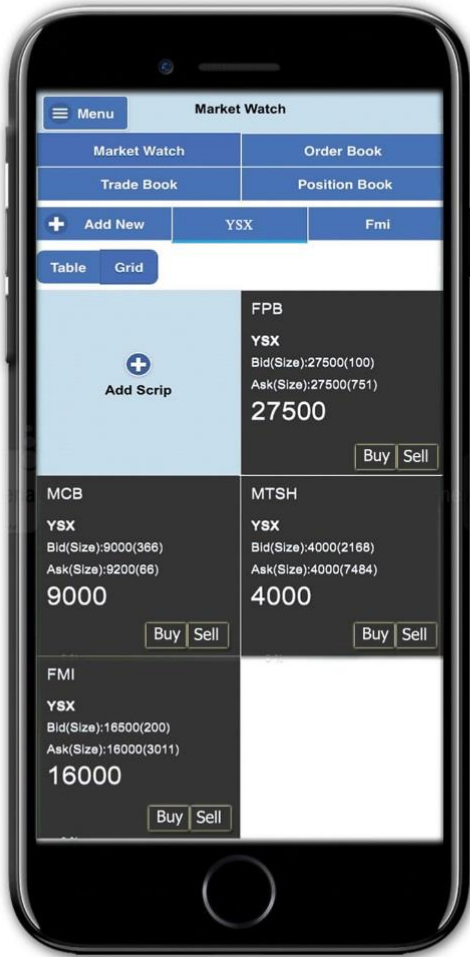 Menu
Market Watch
Market Watch
Order Book
Trade Book
Position Book
Add New
YSX
Fmi
Table
Grid
Add Scrip
FPB
YSX
Bid(Size):27500(100)
Ask(Size):27500(751)
27500
Buy Sell
MCB
YSX
Bid(Size):9000(366)
Ask(Size):9200(66)
9000
Buy Sell
MTSH
YSX
Bid(Size):4000(2168)
Ask(Size):4000(7484)
4000
Buy Sell
FMI
YSX
Bid(Size):16500(200)
Ask(Size):16000(3011)
16000
Buy Sell